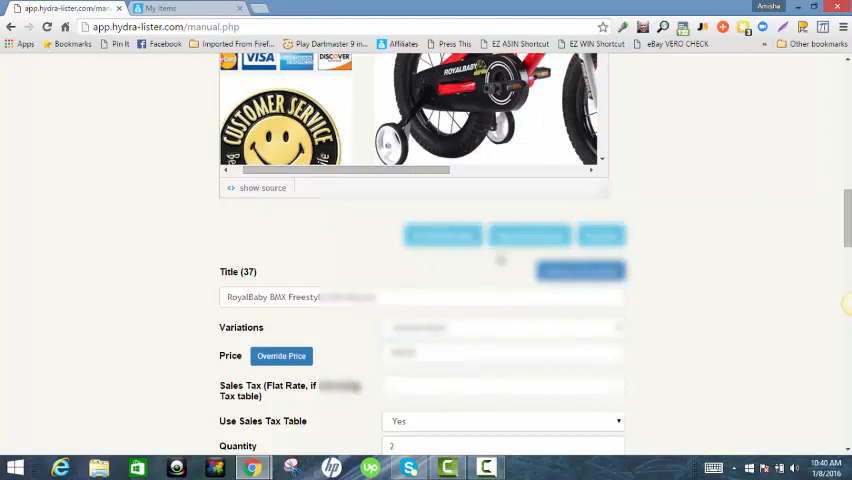 app.hydra-lister.com/man
My Items
Amisha
app.hydra-lister.com/manual.php
Apps
Bookmarks
Pin It
Facebook
Imported From Firef...
Play Dartmaster 9 in...
Affiliates
Press This
EZ ASIN Shortcut
EZ WIN Shortcut
eBay VERO CHECK
Other bookmarks
VISA
DISCOVER
ROYALBABY
CUSTOMER SERVICE
show source
Title (37)
RoyalBaby BMX Freestyl
Variations
Price
Override Price
Sales Tax (Flat Rate, if
Tax table)
Use Sales Tax Table
Yes
Quantity
2
10:40 AM
1/8/2016